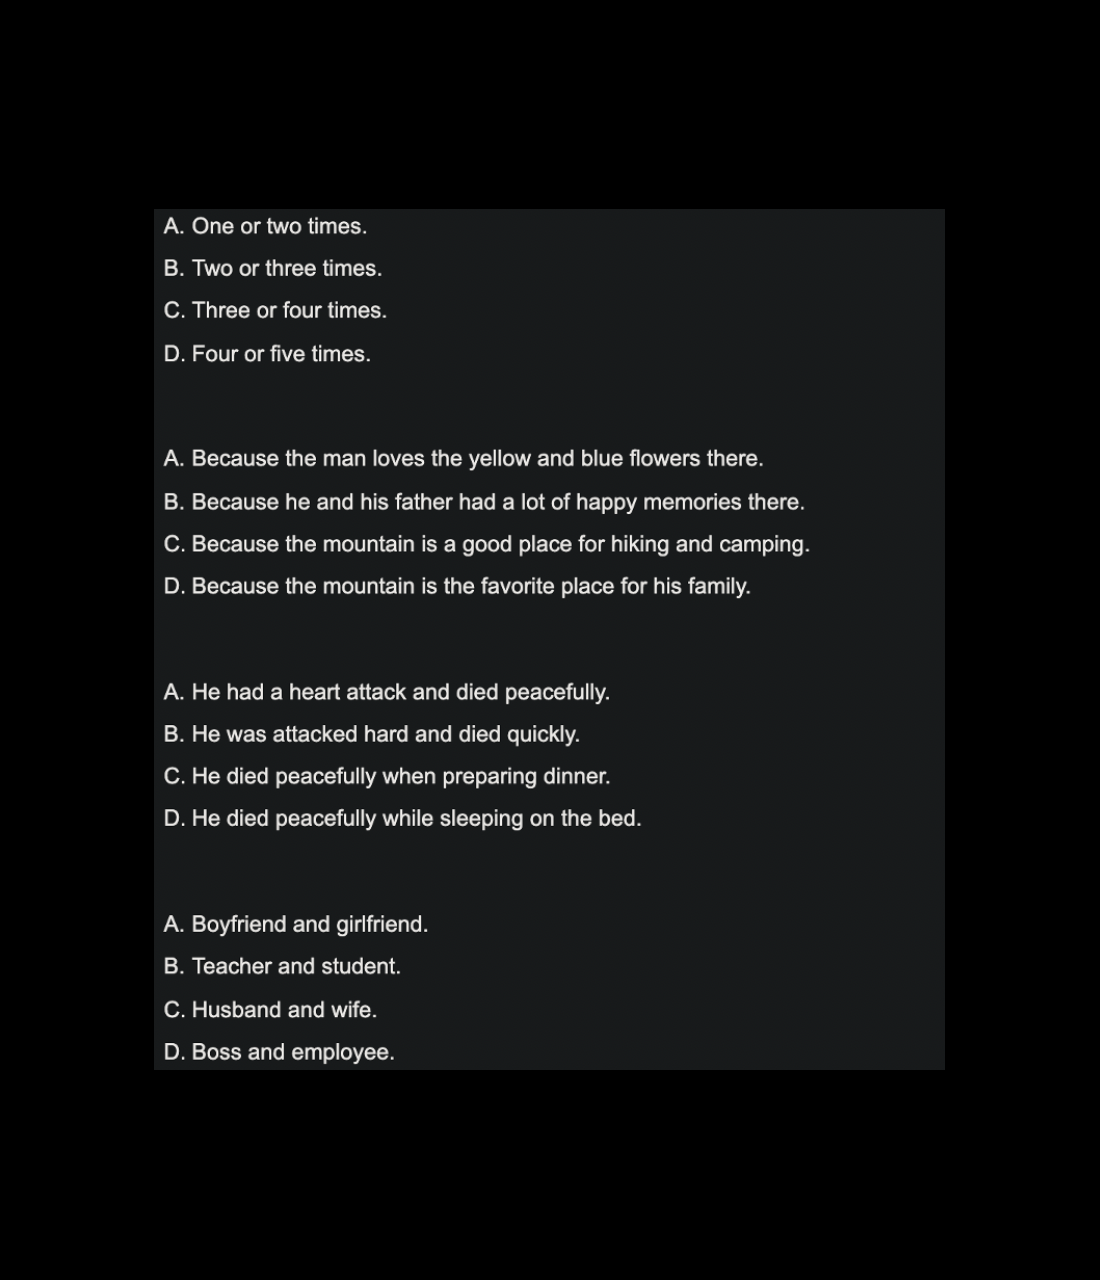 A. One or two times.
B. Two or three times.
C. Three or four times.
D. Four or five times.
A. Because the man loves the yellow and blue flowers there.
B. Because he and his father had a lot of happy memories there.
C. Because the mountain is a good place for hiking and camping.
D. Because the mountain is the favorite place for his family.
A. He had a heart attack and died peacefully.
B. He was attacked hard and died quickly.
C. He died peacefully when preparing dinner.
D. He died peacefully while sleeping on the bed.
A. Boyfriend and girlfriend.
B. Teacher and student.
C. Husband and wife.
D. Boss and employee.